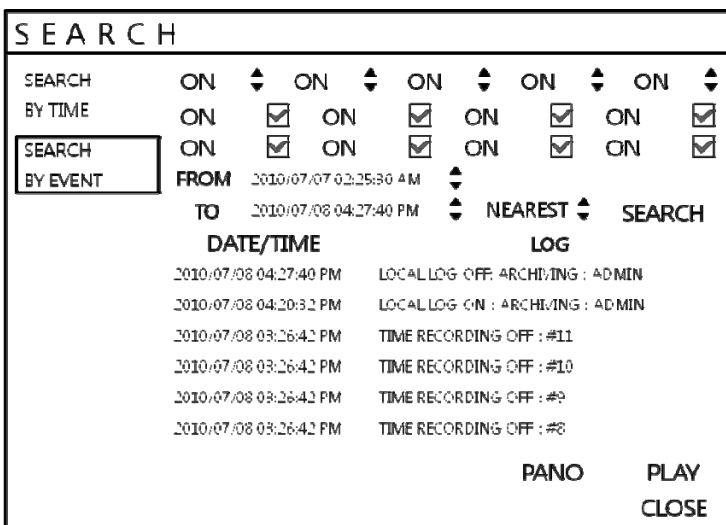 SEARCH
SEARCH BY TIME
SEARCH BY EVENT
ON ON ON ON ON
ON ON ON ON
ON ON ON ON
FROM 2010/07/07 02:25:30 AM
TO 2010/07/08 04:27:40 PM NEAREST SEARCH
DATE/TIME LOG
2010/07/08 04:27:40 PM LOCAL LOG OFF: ARCHIVING : ADMIN
2010/07/08 04:20:32 PM LOCAL LOG ON : ARCHIVING : ADMIN
2010/07/08 03:26:42 PM TIME RECORDING OFF : #11
2010/07/08 03:26:42 PM TIME RECORDING OFF : #10
2010/07/08 03:26:42 PM TIME RECORDING OFF : #9
2010/07/08 03:26:42 PM TIME RECORDING OFF : #8
PANO PLAY
CLOSE